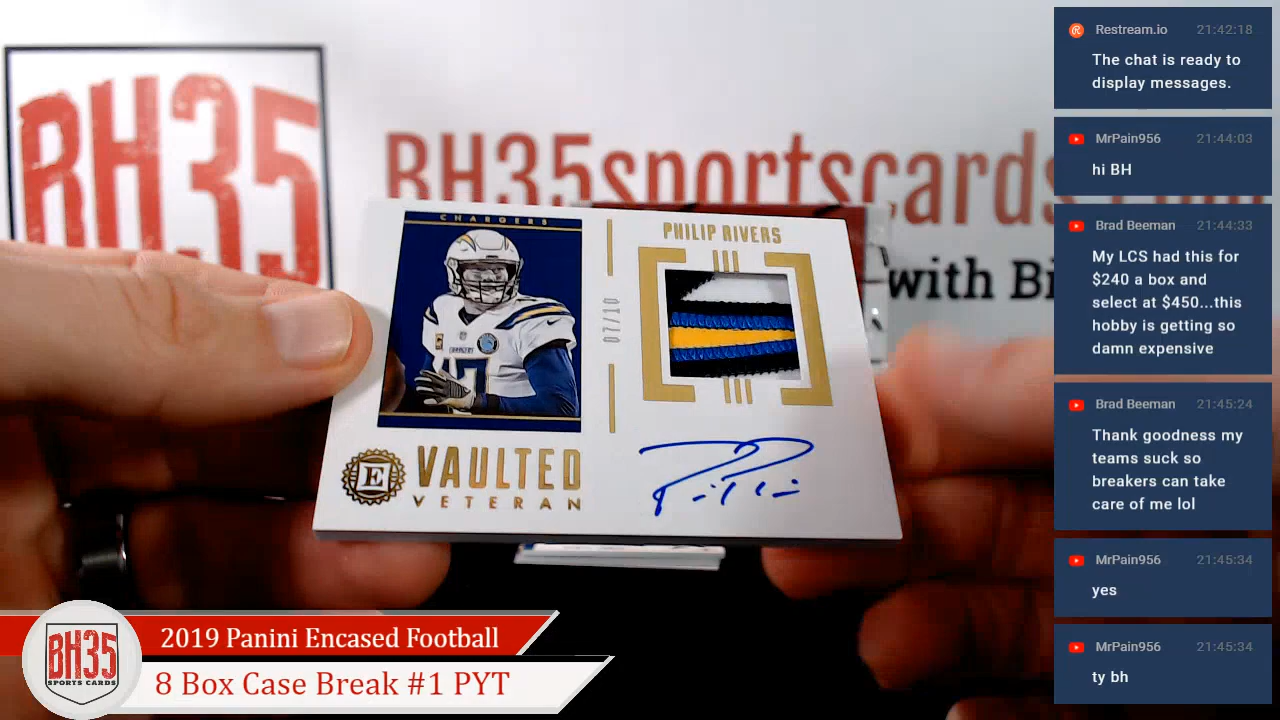 BH35
BH35sportscards
with Bi
CHARGERS
PHILIP RIVERS
07/10
CHARGERS
17
E
VAULTED
VETERAN
BH35
SPORTS CARDS
2019 Panini Encased Football
8 Box Case Break #1 PYT
Restream.io 21:42:18
The chat is ready to
display messages.
MrPain956 21:44:03
hi BH
Brad Beeman 21:44:33
My LCS had this for
$240 a box and
select at $450...this
hobby is getting so
damn expensive
Brad Beeman 21:45:24
Thank goodness my
teams suck so
breakers can take
care of me lol
MrPain956 21:45:34
yes
MrPain956 21:45:34
ty bh